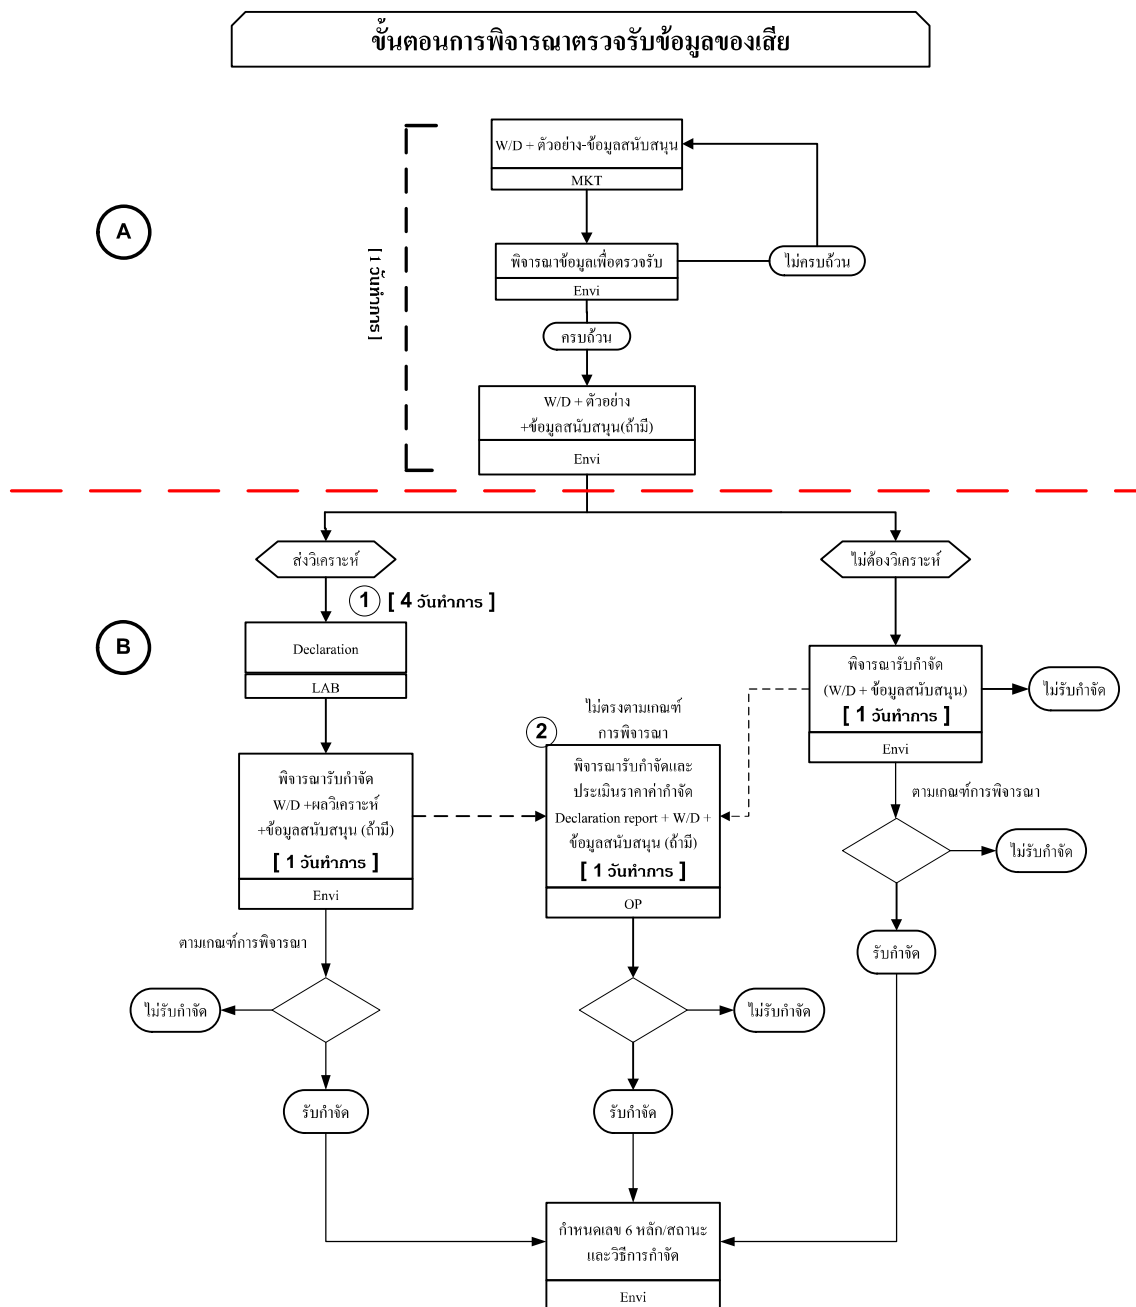 ขั้นตอนการพิจารณาตรวจรับข้อมูลของเสีย
W/D + ตัวอย่าง-ข้อมูลสนับสนุน
MKT
A
[1 วันทำการ ]
พิจารณาข้อมูลเพื่อตรวจรับ
Envi
ไม่ครบถ้วน
ครบถ้วน
W/D + ตัวอย่าง
+ข้อมูลสนับสนุน(ถ้ามี)
Envi
ส่งวิเคราะห์
ไม่ต้องวิเคราะห์
1 [ 4 วันทำการ ]
B
Declaration
LAB
พิจารณารับกำจัด
(W/D + ข้อมูลสนับสนุน)
[ 1 วันทำการ ]
Envi
ไม่รับกำจัด
ไม่ตรงตามเกณฑ์
การพิจารณา
2
พิจารณารับกำจัด
W/D +ผลวิเคราะห์
+ข้อมูลสนับสนุน (ถ้ามี)
[ 1 วันทำการ ]
Envi
พิจารณารับกำจัดและ
ประเมินราคาค่ากำจัด
Declaration report + W/D +
ข้อมูลสนับสนุน (ถ้ามี)
[ 1 วันทำการ ]
OP
ตามเกณฑ์การพิจารณา
ไม่รับกำจัด
รับกำจัด
ตามเกณฑ์การพิจารณา
ไม่รับกำจัด
ไม่รับกำจัด
รับกำจัด
รับกำจัด
กำหนดเลข 6 หลัก/สถานะ
และวิธีการกำจัด
Envi